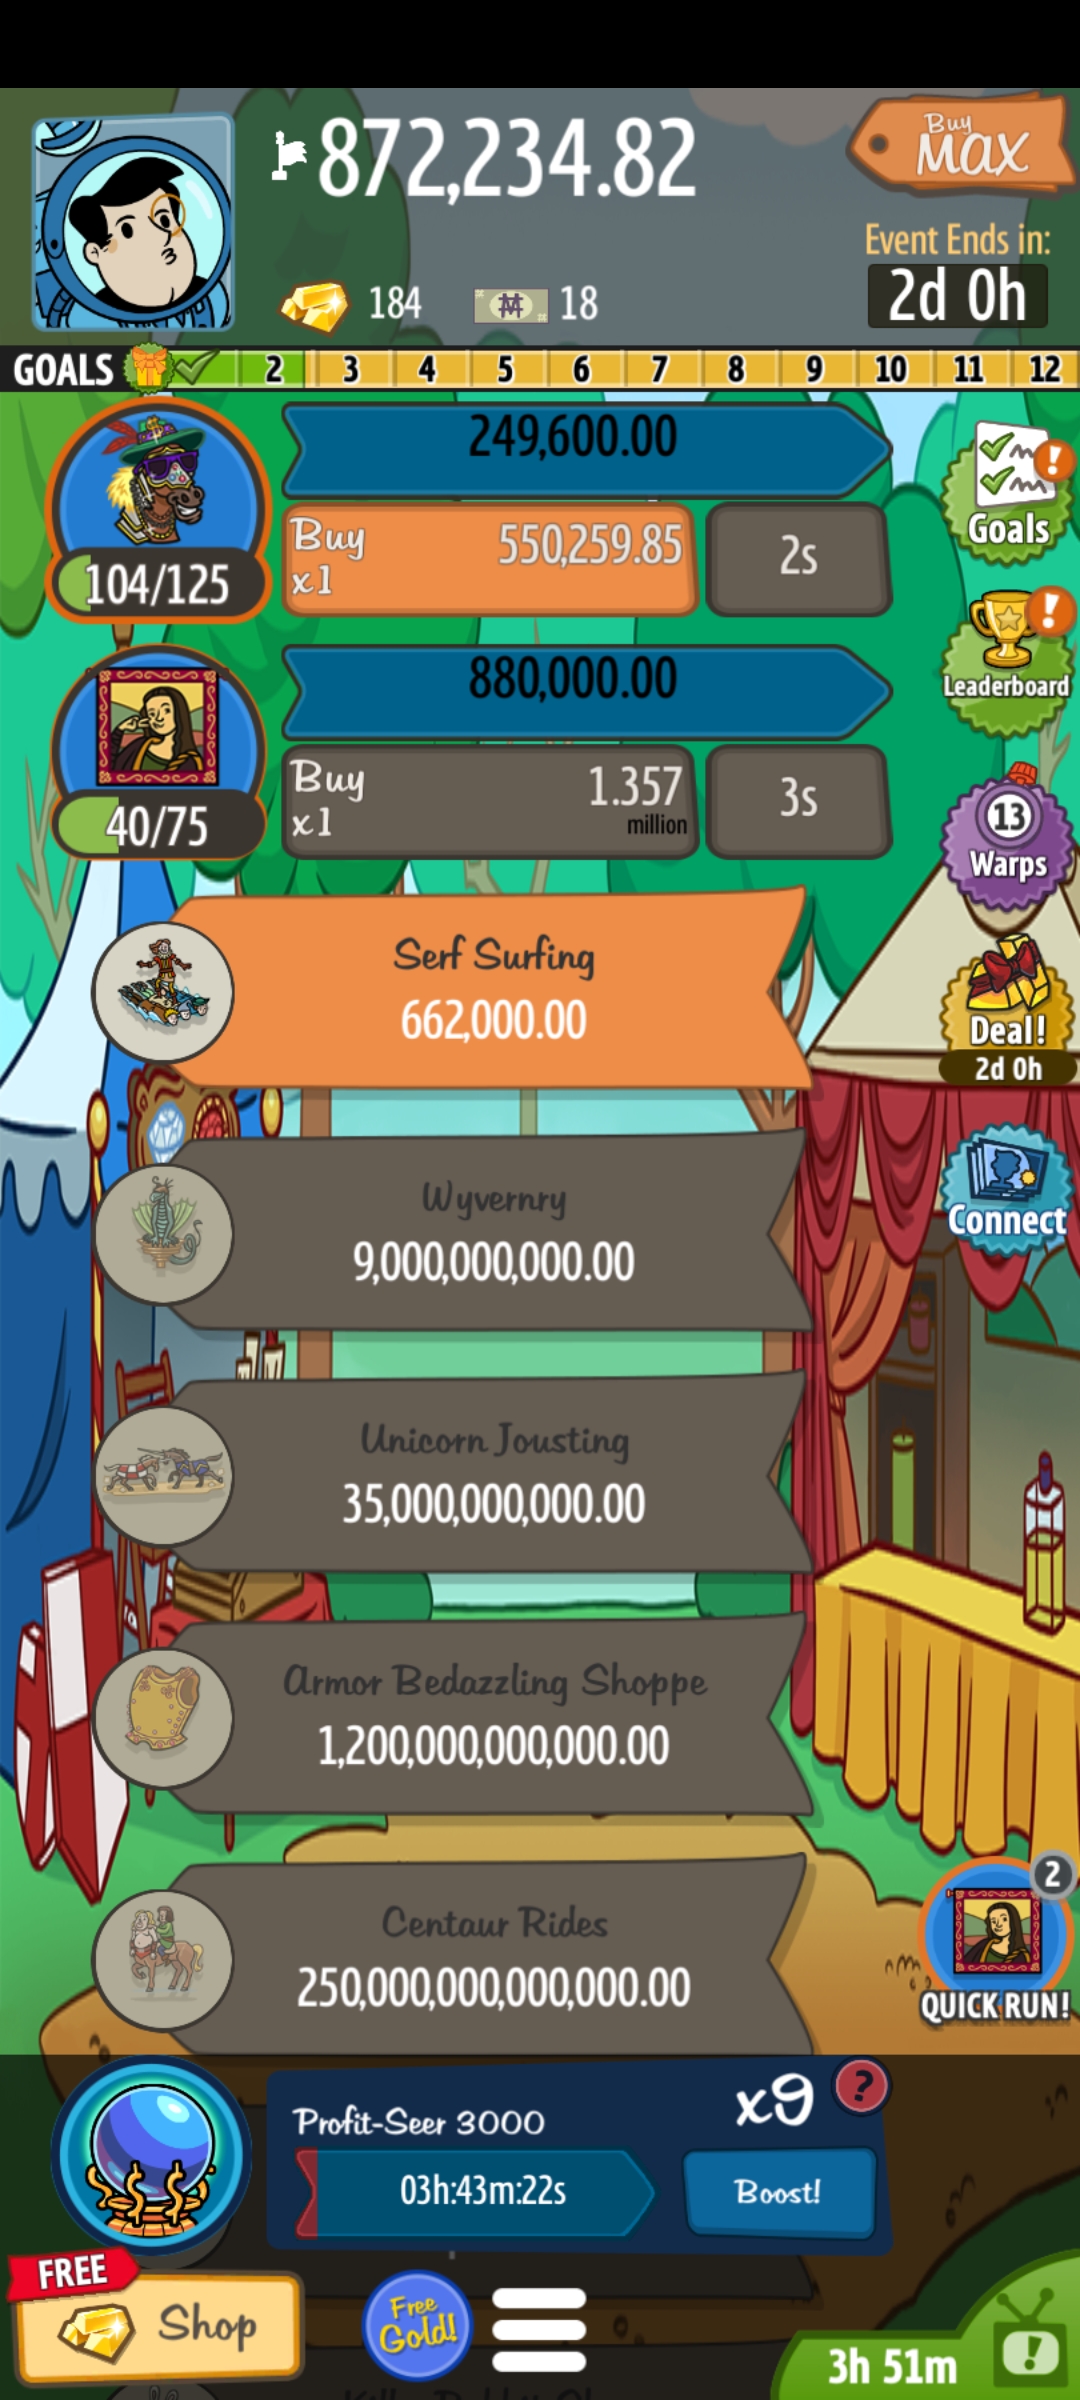 872,234.82
Buy
MAX
Event Ends in:
2d 0h
184
18
GOALS 2 3 4 5 6 7 8 9 10 11 12
249,600.00
Buy
x1
550,259.85
2s
104/125
!
Goals
880,000.00
Buy
x1
1.357
million
3s
40/75
!
Leaderboard
13
Warps
Serf Surfing
662,000.00
Deal!
2d 0h
Wyvernry
9,000,000,000.00
Connect
Unicorn Jousting
35,000,000,000.00
Armor Bedazzling Shoppe
1,200,000,000,000.00
Centaur Rides
250,000,000,000,000.00
2
QUICK RUN!
Profit-Seer 3000
x9
?
03h:43m:22s
Boost!
FREE
Shop
Free
Gold!
3h 51m
!